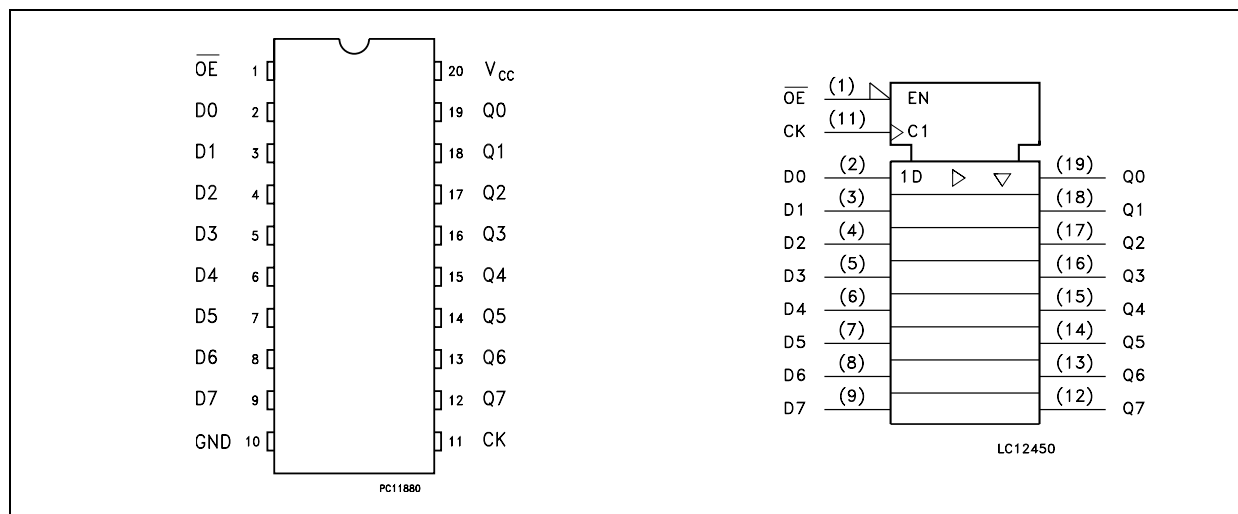 O̅E̅ 1 20 VCC
D0 2 19 Q0
D1 3 18 Q1
D2 4 17 Q2
D3 5 16 Q3
D4 6 15 Q4
D5 7 14 Q5
D6 8 13 Q6
D7 9 12 Q7
GND 10 11 CK
PC11880
O̅E̅ (1) EN
CK (11) C1
D0 (2) 1D (19) Q0
D1 (3) (18) Q1
D2 (4) (17) Q2
D3 (5) (16) Q3
D4 (6) (15) Q4
D5 (7) (14) Q5
D6 (8) (13) Q6
D7 (9) (12) Q7
LC12450